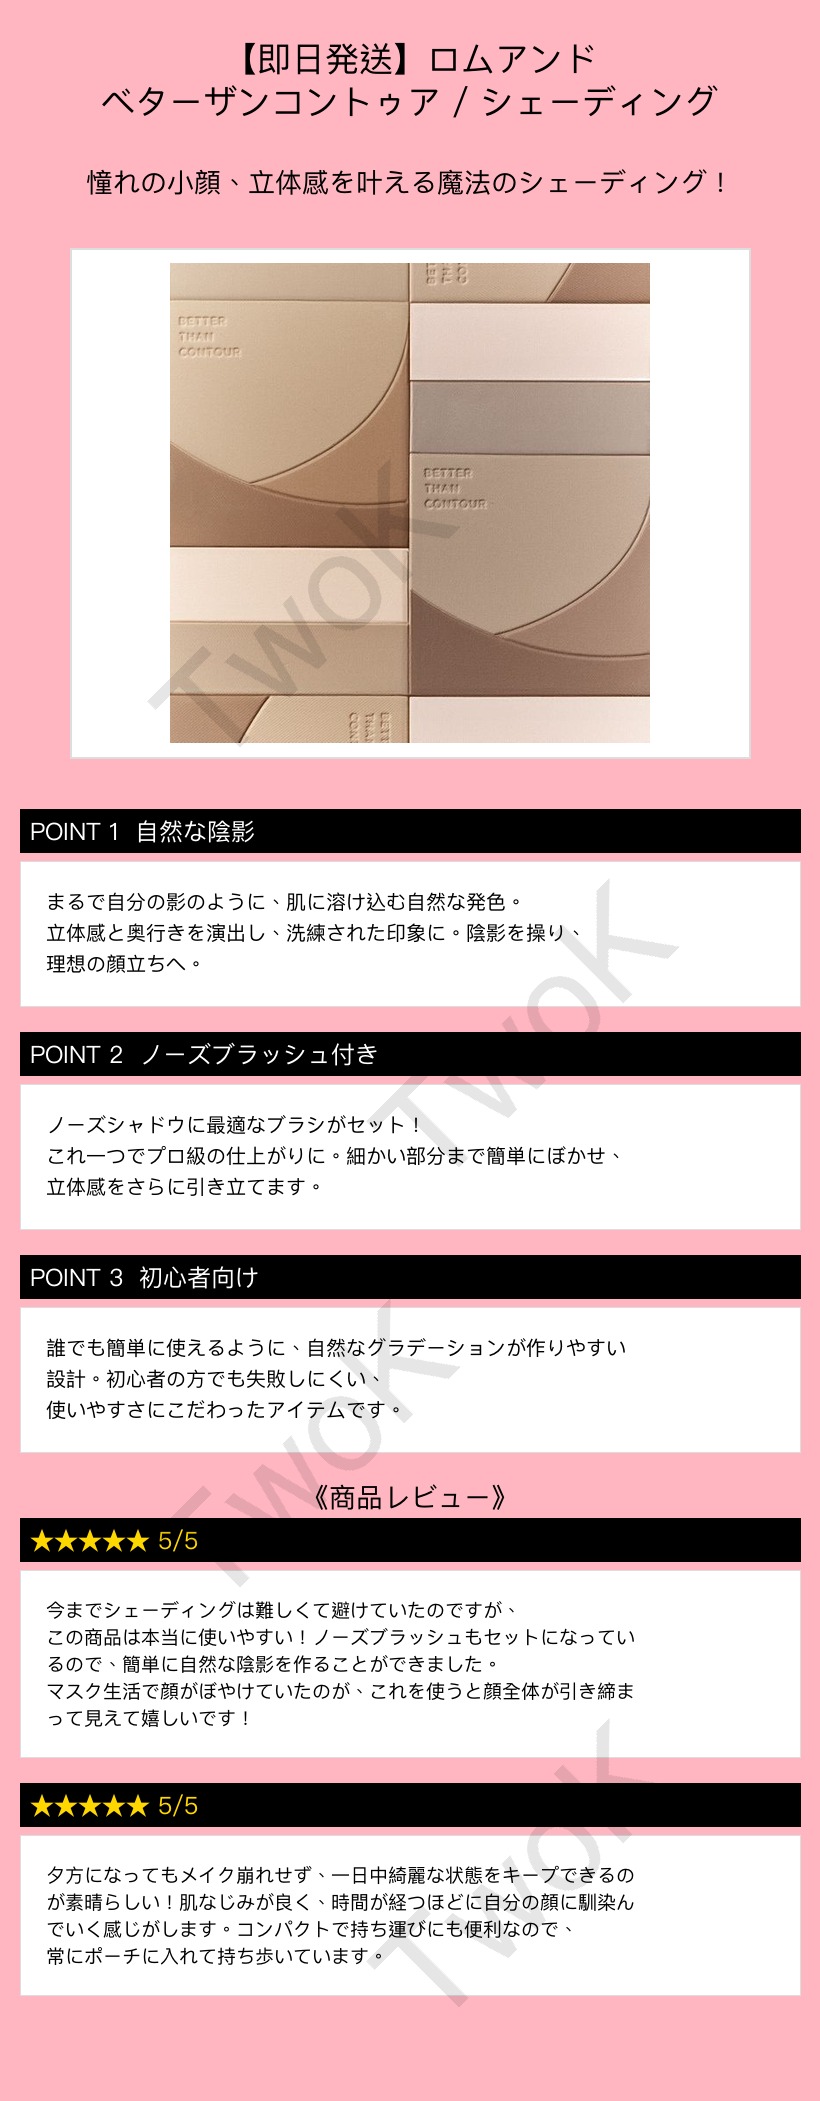 【即日発送】ロムアンド
ベターザンコントゥア / シェーディング
憧れの小顔、立体感を叶える魔法のシェーディング！
BETTER
THAN
CONTOUR
BETTER
THAN
CONTOUR
TwoK
POINT 1 自然な陰影
まるで自分の影のように、肌に溶け込む自然な発色。
立体感と奥行きを演出し、洗練された印象に。陰影を操り、
理想の顔立ちへ。
TwoK
POINT 2 ノーズブラッシュ付き
ノーズシャドウに最適なブラシがセット！
これ一つでプロ級の仕上がりに。細かい部分まで簡単にぼかせ、
立体感をさらに引き立てます。
POINT 3 初心者向け
誰でも簡単に使えるように、自然なグラデーションが作りやすい
設計。初心者の方でも失敗しにくい、
使いやすさにこだわったアイテムです。
TwoK
《商品レビュー》
★★★★★ 5/5
今までシェーディングは難しくて避けていたのですが、
この商品は本当に使いやすい！ノーズブラッシュもセットになってい
るので、簡単に自然な陰影を作ることができました。
マスク生活で顔がぼやけていたのが、これを使うと顔全体が引き締ま
って見えて嬉しいです！
★★★★★ 5/5
夕方になってもメイク崩れせず、一日中綺麗な状態をキープできるの
が素晴らしい！肌なじみが良く、時間が経つほどに自分の顔に馴染ん
でいく感じがします。コンパクトで持ち運びにも便利なので、
常にポーチに入れて持ち歩いています。
TwoK